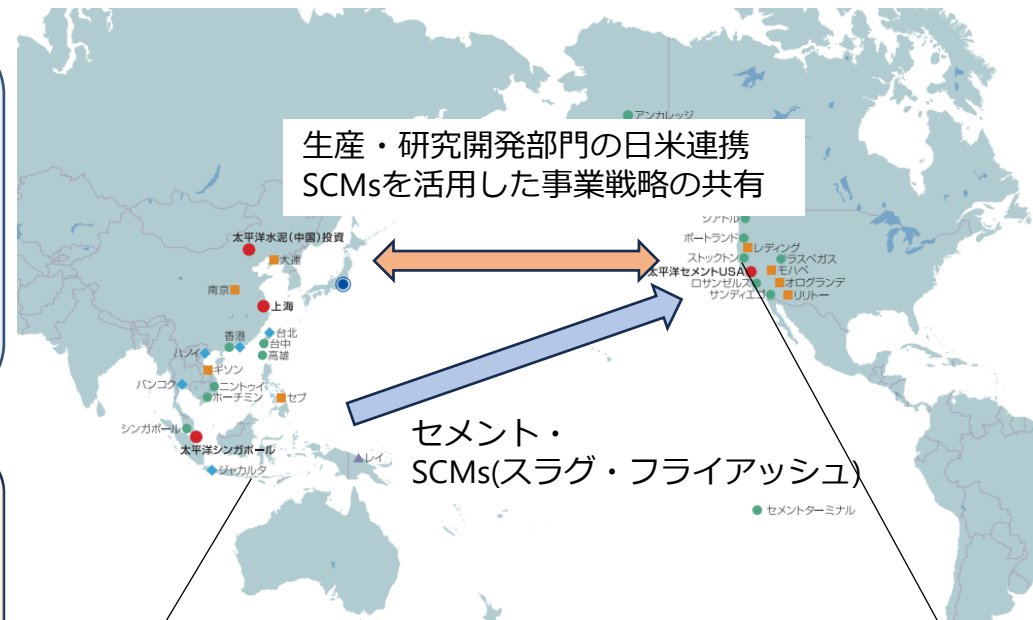 アンカレッジ
生産・研究開発部門の日米連携
SCMsを活用した事業戦略の共有
シアトル
ポートランド
レディング
ストックトン
ラスベガス
太平洋セメントUSA
モハベ
ロサンゼルス
オログランデ
サンディエゴ
リリトー
太平洋水泥(中国)投資
大連
南京
上海
香港
台北
台中
高雄
ハノイ
ギソン
バンコク
ニントゥイ
ホーチミン
セブ
シンガポール
太平洋シンガポール
ジャカルタ
レイ
セメント・
SCMs(スラグ・フライアッシュ)
セメントターミナル